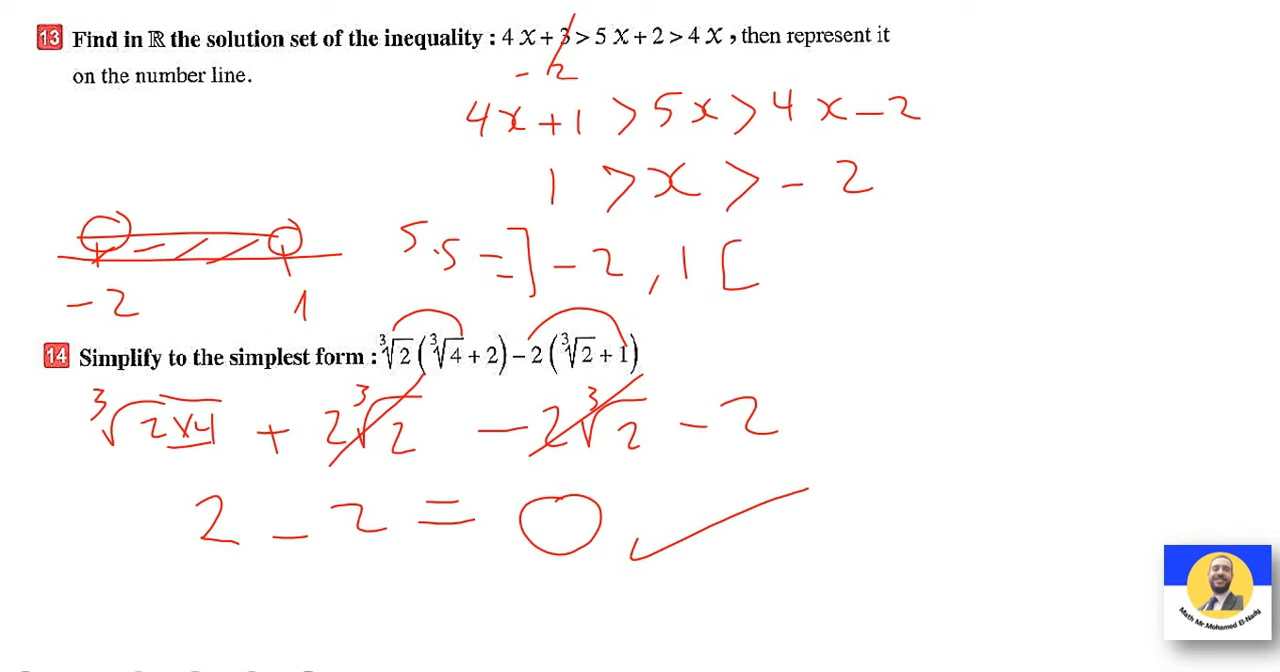 13 Find in ℝ the solution set of the inequality : 4 X + 3 > 5 X + 2 > 4 X , then represent it
on the number line.
- 2
4x + 1 > 5x > 4x - 2
1 > x > - 2
S.S = ] - 2 , 1 [
- 2 1
14 Simplify to the simplest form : ∛2 ( ∛4 + 2 ) – 2 ( ∛2 + 1 )
∛2×4 + 2∛2 - 2∛2 - 2
2 - 2 = 0 ✓
Math Mr.Mohamed El-Nady